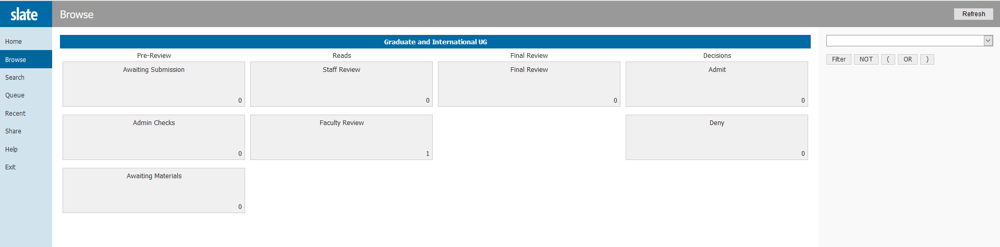 slate
Browse
Refresh
Home
Browse
Search
Queue
Recent
Share
Help
Exit
Graduate and International UG
Pre-Review
Reads
Final Review
Decisions
Awaiting Submission
0
Staff Review
0
Final Review
0
Admit
0
Admin Checks
0
Faculty Review
1
Deny
0
Awaiting Materials
0
Filter
NOT
(
OR
)